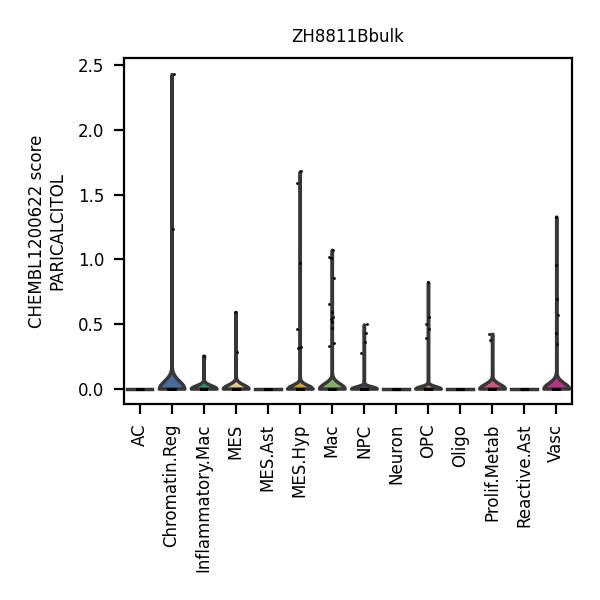 ZH8811Bbulk
CHEMBL1200622 score
PARICALCITOL
2.5
2.0
1.5
1.0
0.5
0.0
AC
Chromatin.Reg
Inflammatory.Mac
MES
MES.Ast
MES.Hyp
Mac
NPC
Neuron
OPC
Oligo
Prolif.Metab
Reactive.Ast
Vasc